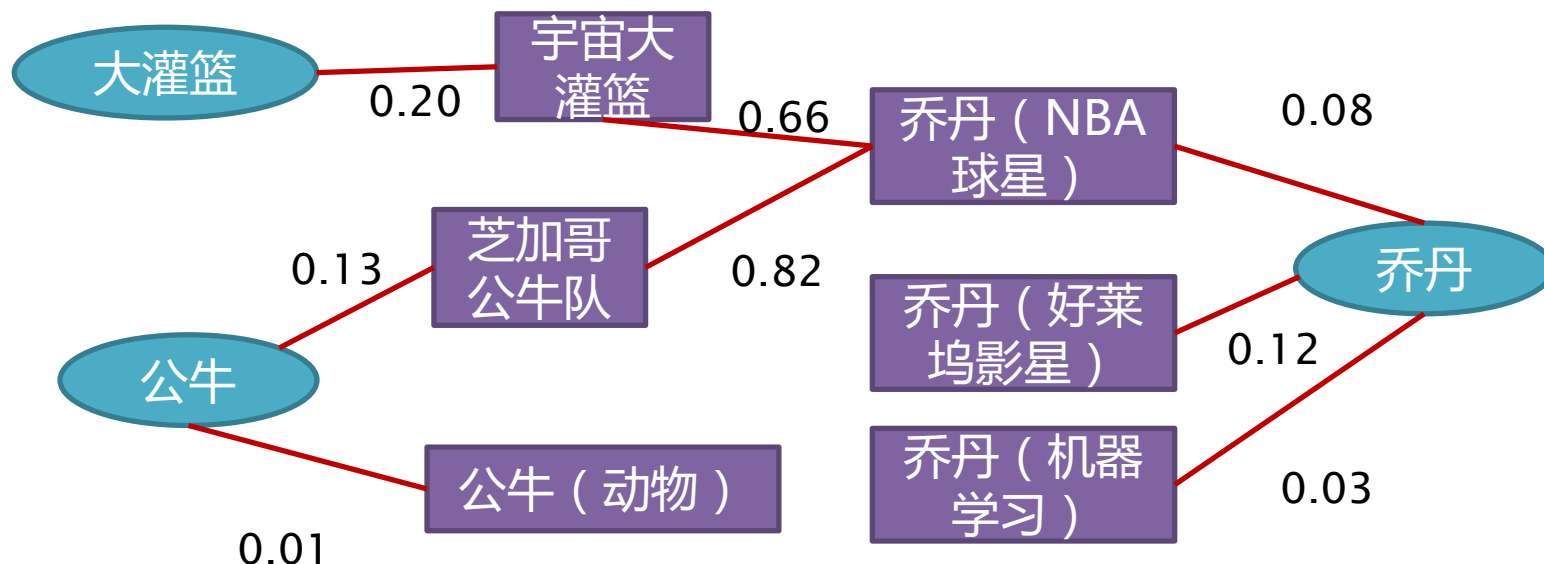 大灌篮
0.20
宇宙大
灌篮
0.66
乔丹（NBA
球星）
0.08
0.13
芝加哥
公牛队
0.82
乔丹（好莱
坞影星）
0.12
乔丹
公牛
0.01
公牛（动物）
乔丹（机器
学习）
0.03